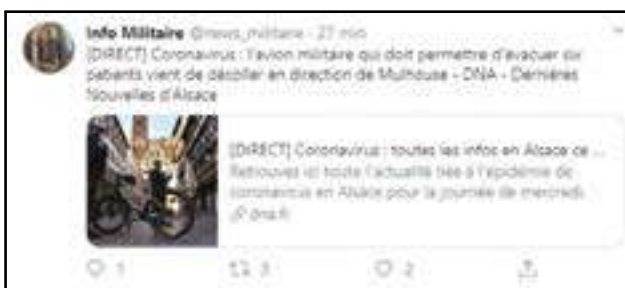 Info Militaire @news_militaire · 27 min
[DIRECT] Coronavirus : l'avion militaire qui doit permettre d'évacuer six
patients vient de décoller en direction de Mulhouse - DNA - Dernières
Nouvelles d'Alsace
[DIRECT] Coronavirus : toutes les infos en Alsace ce ...
Retrouvez ici toute l'actualité liée à l'épidémie de
coronavirus en Alsace pour la journée de mercredi.
dna.fr
1 3 2